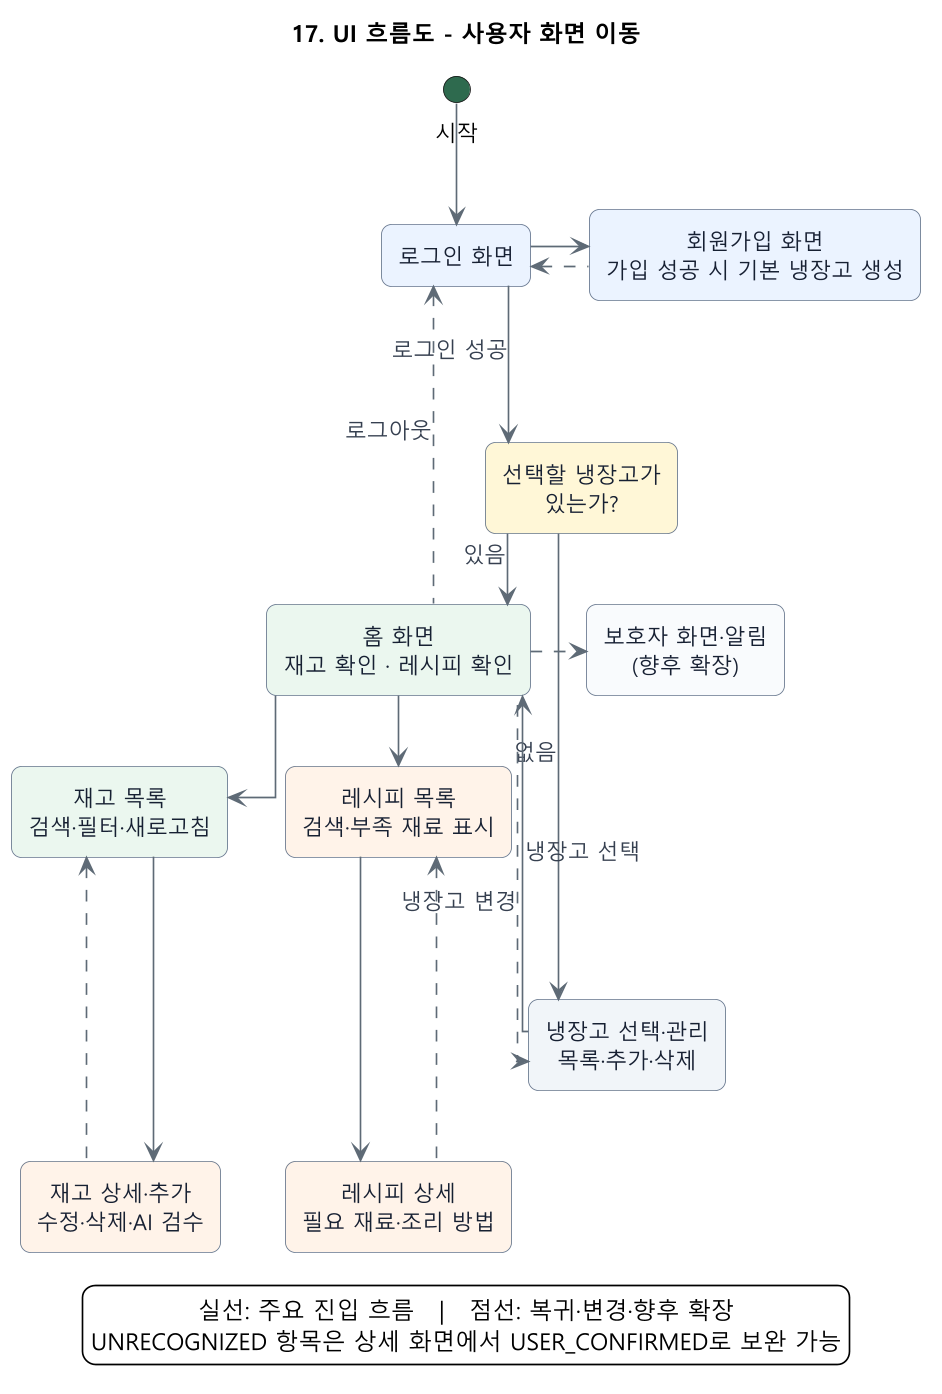 17. UI 흐름도 - 사용자 화면 이동
시작
로그인 화면
회원가입 화면
가입 성공 시 기본 냉장고 생성
로그인 성공
로그아웃
선택할 냉장고가
있는가?
있음
홈 화면
재고 확인 · 레시피 확인
보호자 화면·알림
(향후 확장)
없음
재고 목록
검색·필터·새로고침
레시피 목록
검색·부족 재료 표시
냉장고 선택
냉장고 변경
냉장고 선택·관리
목록·추가·삭제
재고 상세·추가
수정·삭제·AI 검수
레시피 상세
필요 재료·조리 방법
실선: 주요 진입 흐름 | 점선: 복귀·변경·향후 확장
UNRECOGNIZED 항목은 상세 화면에서 USER_CONFIRMED로 보완 가능